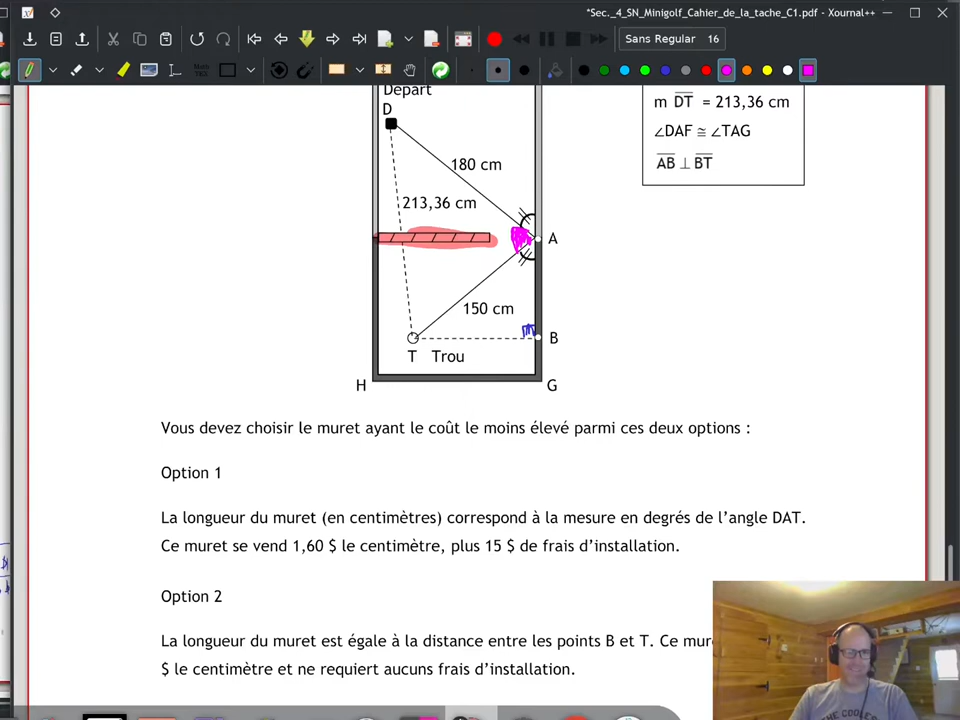 *Sec._4_SN_Minigolf_Cahier_de_la_tache_C1.pdf - Xournal++
Sans Regular 16
Départ
D
180 cm
213,36 cm
A
150 cm
B
T Trou
H
G
m DT = 213,36 cm
∠DAF ≅ ∠TAG
AB ⊥ BT
Vous devez choisir le muret ayant le coût le moins élevé parmi ces deux options :
Option 1
La longueur du muret (en centimètres) correspond à la mesure en degrés de l’angle DAT.
Ce muret se vend 1,60 $ le centimètre, plus 15 $ de frais d’installation.
Option 2
La longueur du muret est égale à la distance entre les points B et T. Ce
$ le centimètre et ne requiert aucuns frais d’installation.